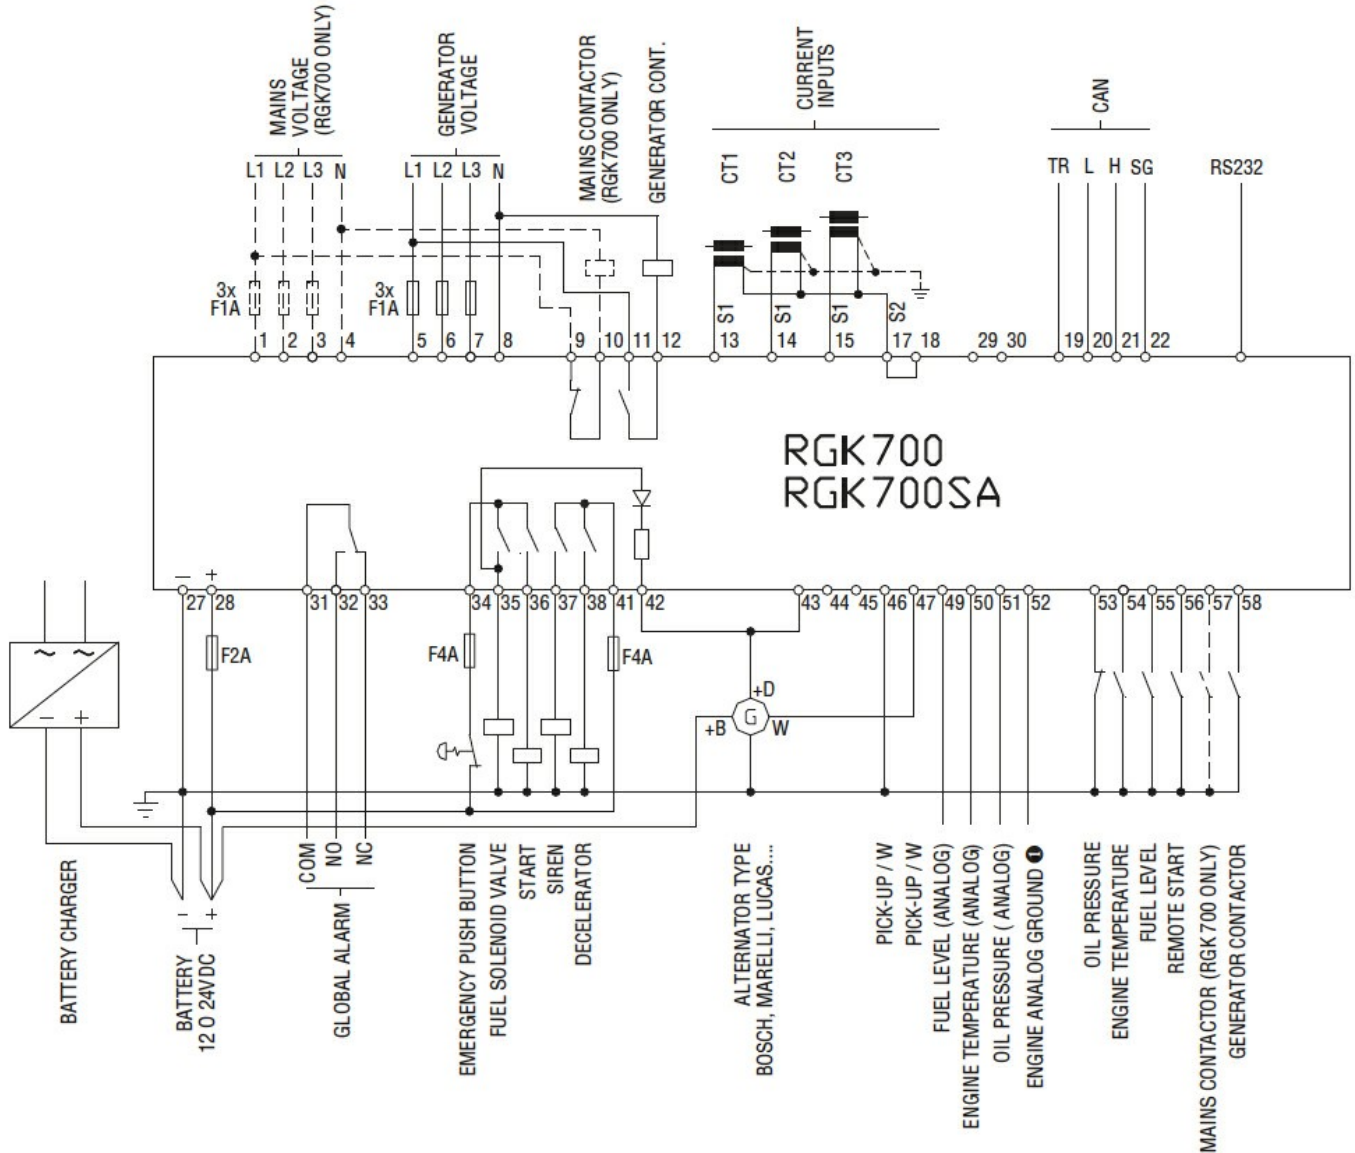 MAINS
VOLTAGE
(RGK700 ONLY)
GENERATOR
VOLTAGE
MAINS CONTACTOR
(RGK700 ONLY)
GENERATOR CONT.
CURRENT
INPUTS
CAN
L1 L2 L3 N
L1 L2 L3 N
CT1
CT2
CT3
TR L H SG
RS232
3x
F1A
3x
F1A
S1
S1
S1
S2
1 2 3 4 5 6 7 8 9 10 11 12 13 14 15 17 18 29 30 19 20 21 22
RGK700
RGK700SA
− +
27 28 31 32 33 34 35 36 37 38 41 42 43 44 45 46 47 49 50 51 52 53 54 55 56 57 58
~ ~
− +
F2A
F4A
F4A
+D
+B
G
W
BATTERY CHARGER
− +
BATTERY
12 O 24VDC
COM
NO
NC
GLOBAL ALARM
EMERGENCY PUSH BUTTON
FUEL SOLENOID VALVE
START
SIREN
DECELERATOR
ALTERNATOR TYPE
BOSCH, MARELLI, LUCAS....
PICK-UP / W
PICK-UP / W
FUEL LEVEL (ANALOG)
ENGINE TEMPERATURE (ANALOG)
OIL PRESSURE ( ANALOG)
ENGINE ANALOG GROUND ❶
OIL PRESSURE
ENGINE TEMPERATURE
FUEL LEVEL
REMOTE START
MAINS CONTACTOR (RGK 700 ONLY)
GENERATOR CONTACTOR